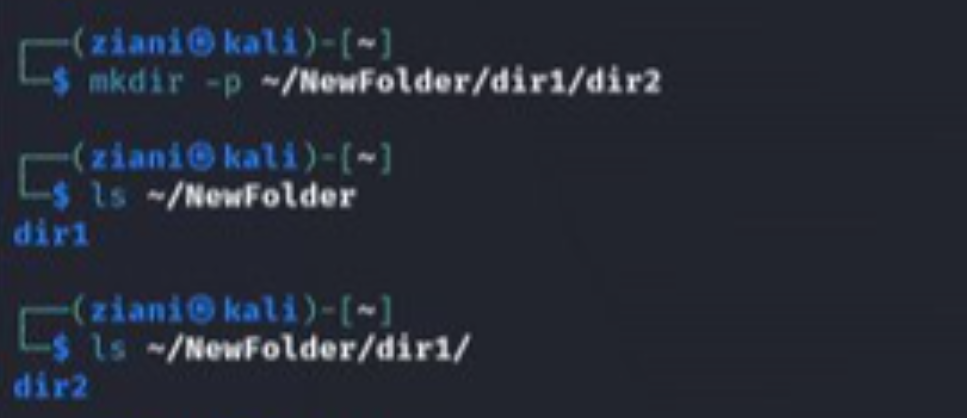 ┌──(ziani㉿kali)-[~]
└─$ mkdir -p ~/NewFolder/dir1/dir2
┌──(ziani㉿kali)-[~]
└─$ ls ~/NewFolder
dir1
┌──(ziani㉿kali)-[~]
└─$ ls ~/NewFolder/dir1/
dir2